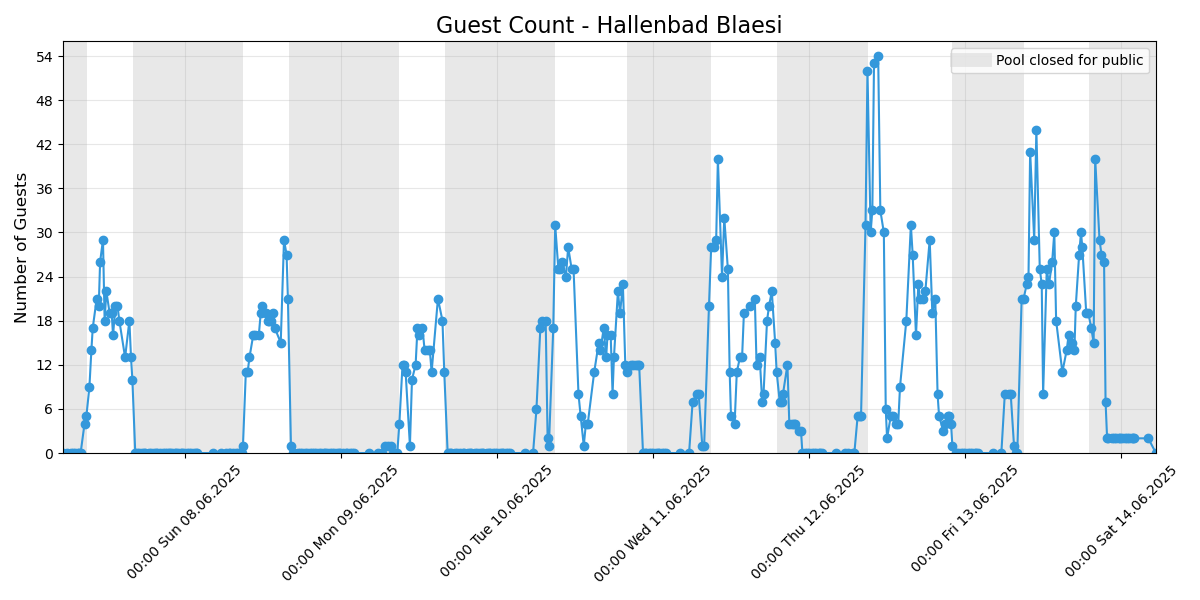 Guest Count - Hallenbad Blaesi
Pool closed for public
Number of Guests
54
48
42
36
30
24
18
12
6
0
00:00 Sun 08.06.2025
00:00 Mon 09.06.2025
00:00 Tue 10.06.2025
00:00 Wed 11.06.2025
00:00 Thu 12.06.2025
00:00 Fri 13.06.2025
00:00 Sat 14.06.2025